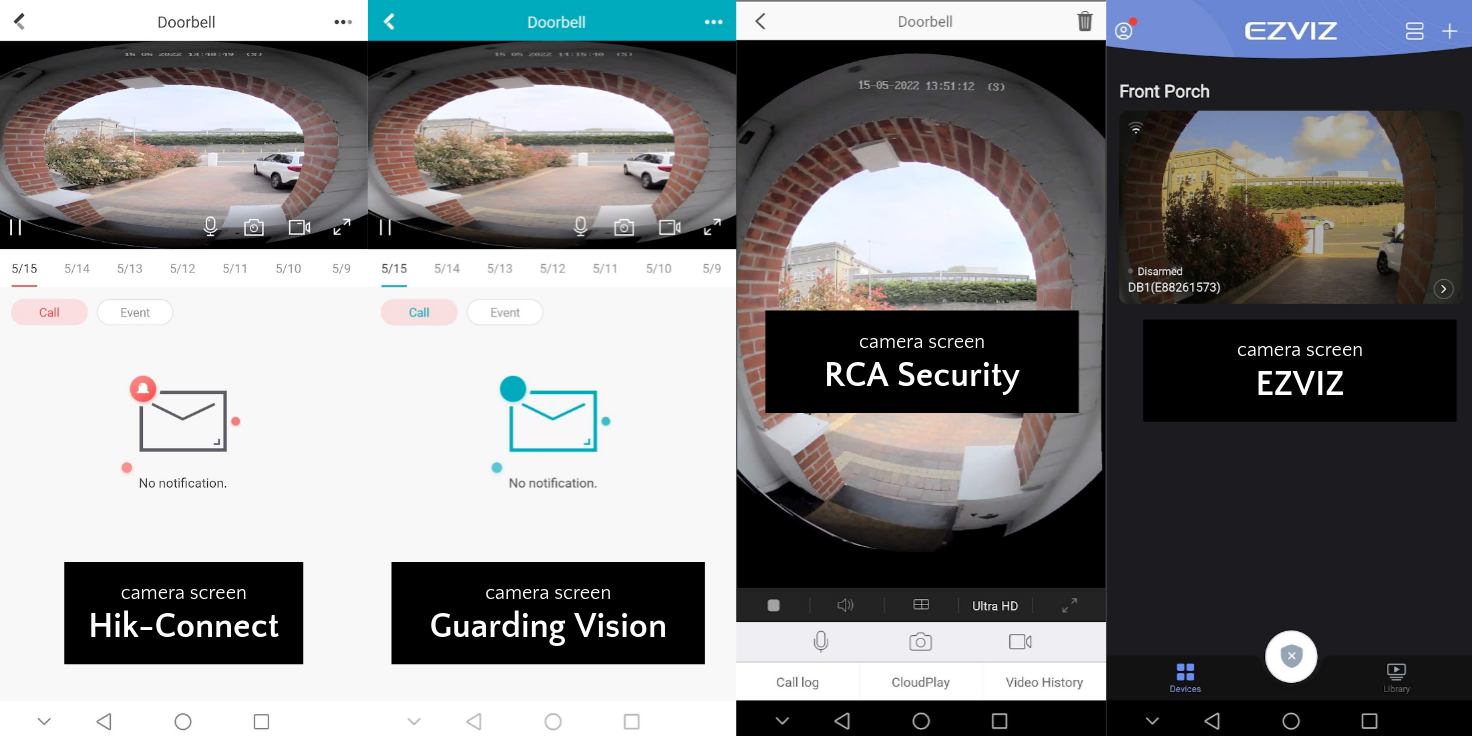 Doorbell
15-05-2022 13:48:49 (S)
5/15 5/14 5/13 5/12 5/11 5/10 5/9
Call Event
No notification.
camera screen
Hik-Connect
Doorbell
15-05-2022 14:15:40 (S)
5/15 5/14 5/13 5/12 5/11 5/10 5/9
Call Event
No notification.
camera screen
Guarding Vision
Doorbell
15-05-2022 13:51:12 (S)
camera screen
RCA Security
Ultra HD
Call log CloudPlay Video History
EZVIZ
Front Porch
Disarmed
DB1(E88261573)
camera screen
EZVIZ
Devices Library